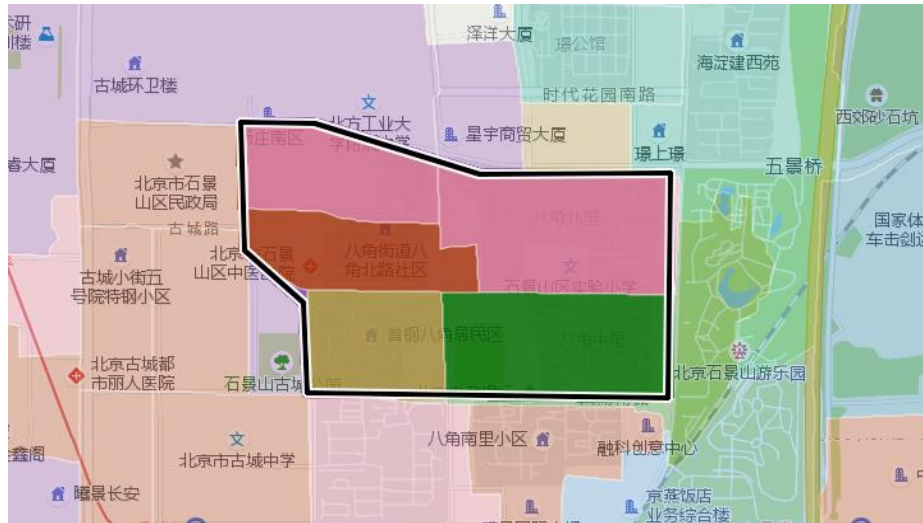 术研
训楼
泽洋大厦
璟公馆
海淀建西苑
古城环卫楼
时代花园南路
西郊砂石坑
北方工业大
星宇商贸大厦
璟上璟
五景桥
睿大厦
北京市石景
山区民政局
古城路
八角北里
国家体
车击剑运
八角街道八
角北路社区
山区中医医院
石景山区实验小学
古城小街五
号院特钢小区
首钢八角居民区
八角中里
北京古城都
市丽人医院
石景山古城
北京石景山游乐园
八角南里小区
融科创意中心
北京市古城中学
金鑫阁
曦景长安
京燕饭店
业务综合楼